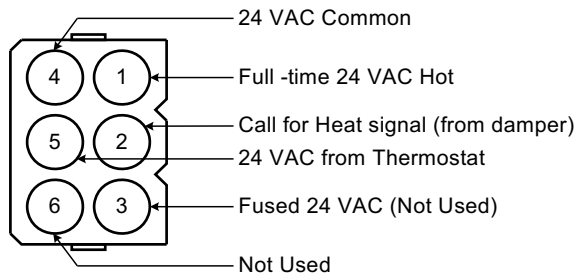 24 VAC Common
4 1 Full -time 24 VAC Hot
Call for Heat signal (from damper)
5 2
24 VAC from Thermostat
6 3 Fused 24 VAC (Not Used)
Not Used